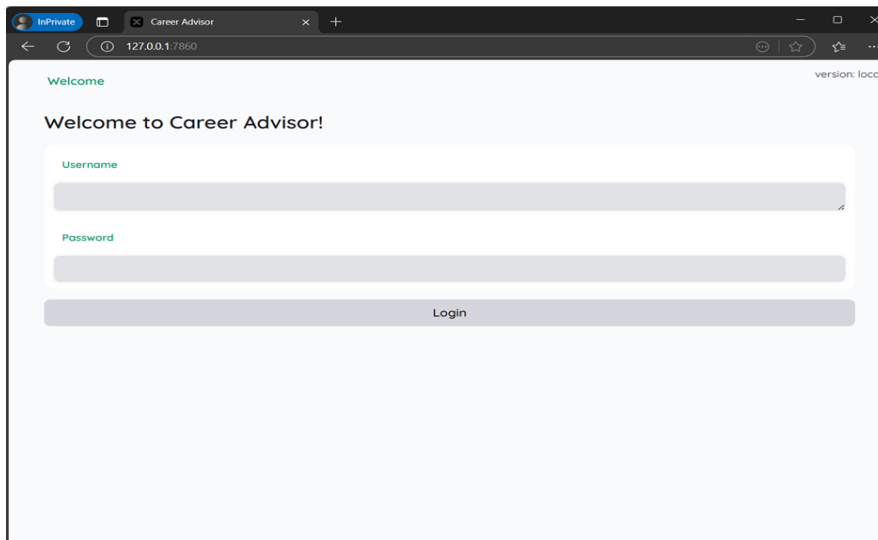 InPrivate
Career Advisor
127.0.0.1:7860
Welcome
version: loca
Welcome to Career Advisor!
Username
Password
Login